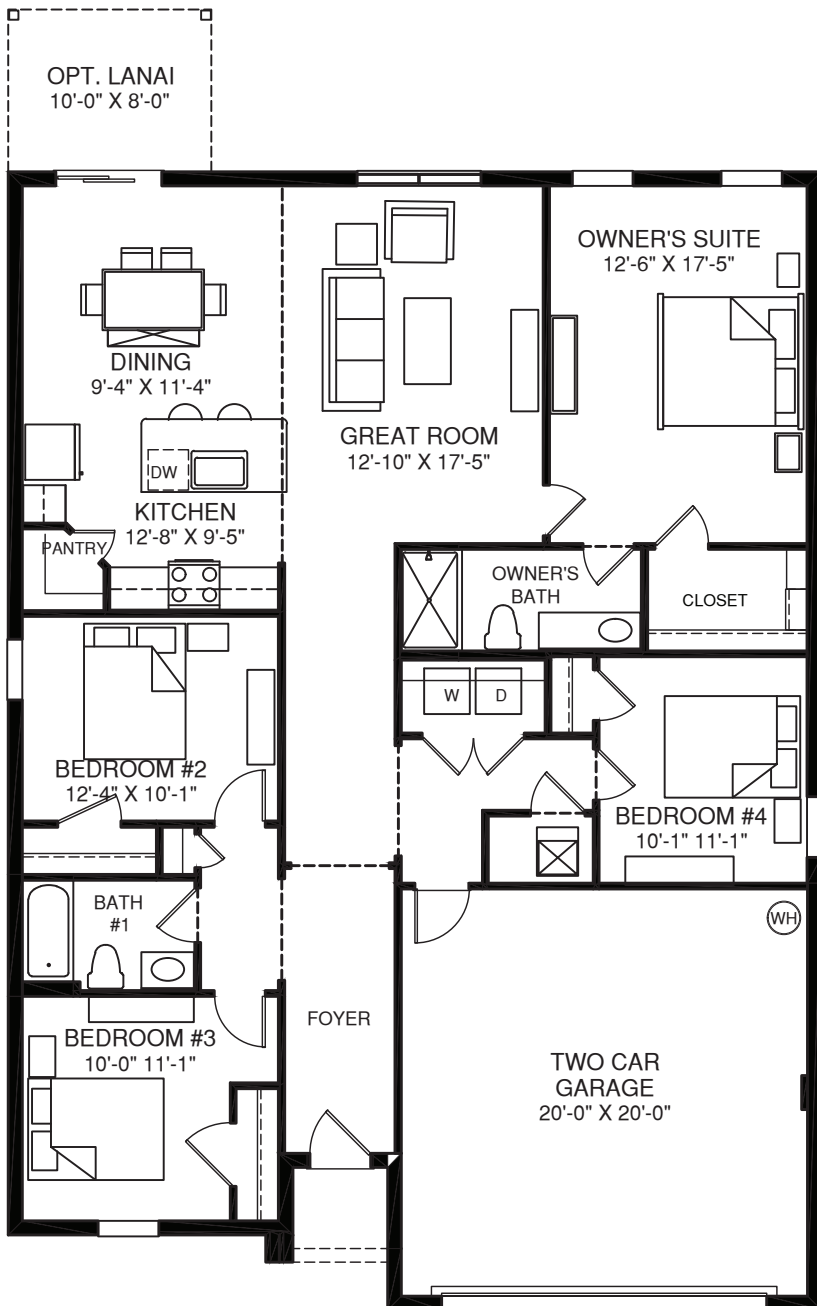 OPT. LANAI
10'-0" X 8'-0"
OWNER'S SUITE
12'-6" X 17'-5"
DINING
9'-4" X 11'-4"
GREAT ROOM
12'-10" X 17'-5"
DW
KITCHEN
12'-8" X 9'-5"
PANTRY
OWNER'S
BATH
CLOSET
W
D
BEDROOM #2
12'-4" X 10'-1"
BEDROOM #4
10'-1" 11'-1"
BATH
#1
WH
FOYER
BEDROOM #3
10'-0" 11'-1"
TWO CAR
GARAGE
20'-0" X 20'-0"